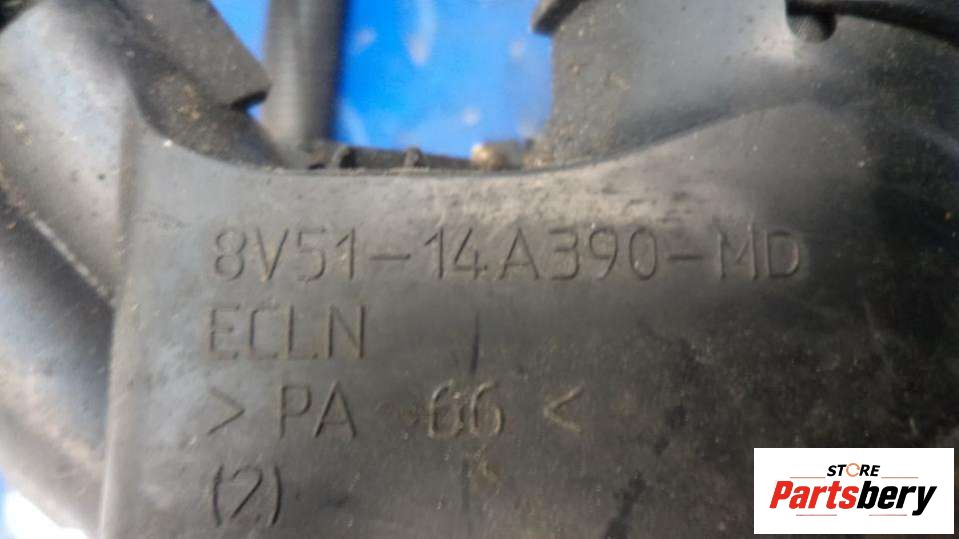 8V51-14A390-MD
ECLN
> PA 66 <
(2)
STORE
Partsbery